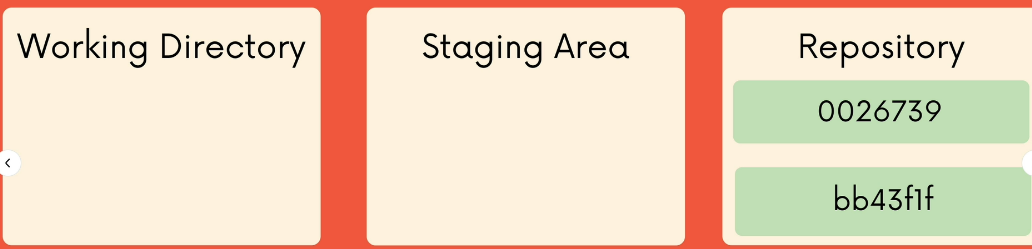 Working Directory
Staging Area
Repository
0026739
bb43f1f